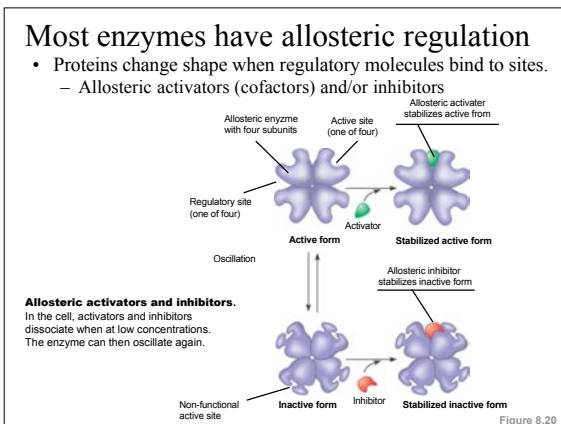 Most enzymes have allosteric regulation
• Proteins change shape when regulatory molecules bind to sites.
– Allosteric activators (cofactors) and/or inhibitors
Allosteric enyzme
with four subunits
Active site
(one of four)
Allosteric activater
stabilizes active from
Regulatory site
(one of four)
Activator
Active form
Stabilized active form
Oscillation
Allosteric inhibitor
stabilizes inactive form
Allosteric activators and inhibitors.
In the cell, activators and inhibitors
dissociate when at low concentrations.
The enzyme can then oscillate again.
Non-functional
active site
Inactive form
Inhibitor
Stabilized inactive form
Figure 8.20